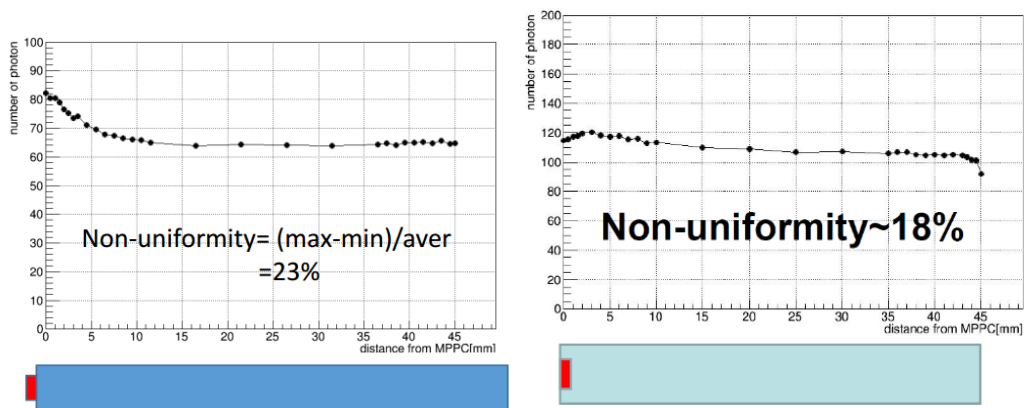 number of photon
100
90
80
70
60
50
40
30
20
10
0
Non-uniformity= (max-min)/aver
=23%
0 5 10 15 20 25 30 35 40 45
distance from MPPC[mm]
number of photon
200
180
160
140
120
100
80
60
40
20
0
Non-uniformity~18%
0 5 10 15 20 25 30 35 40 45
distance from MPPC[mm]